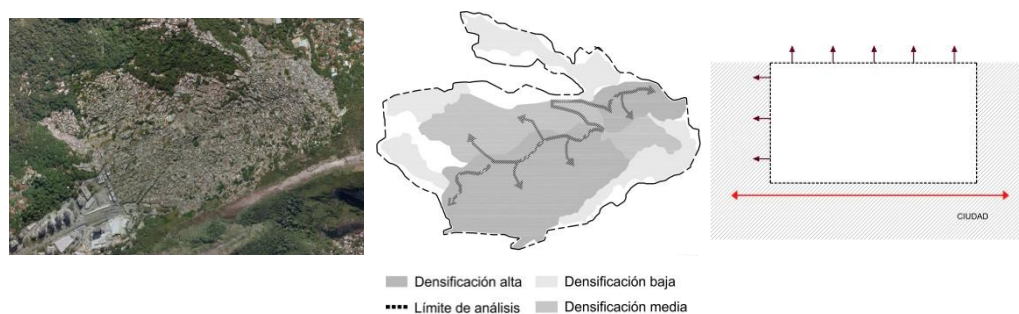 CIUDAD
Densificación alta
Densificación baja
Límite de análisis
Densificación media